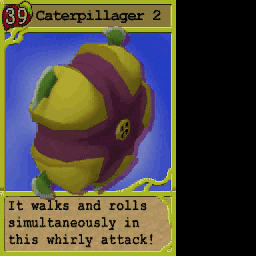 39 Caterpillager 2
It walks and rolls
simultaneously in
this whirly attack!